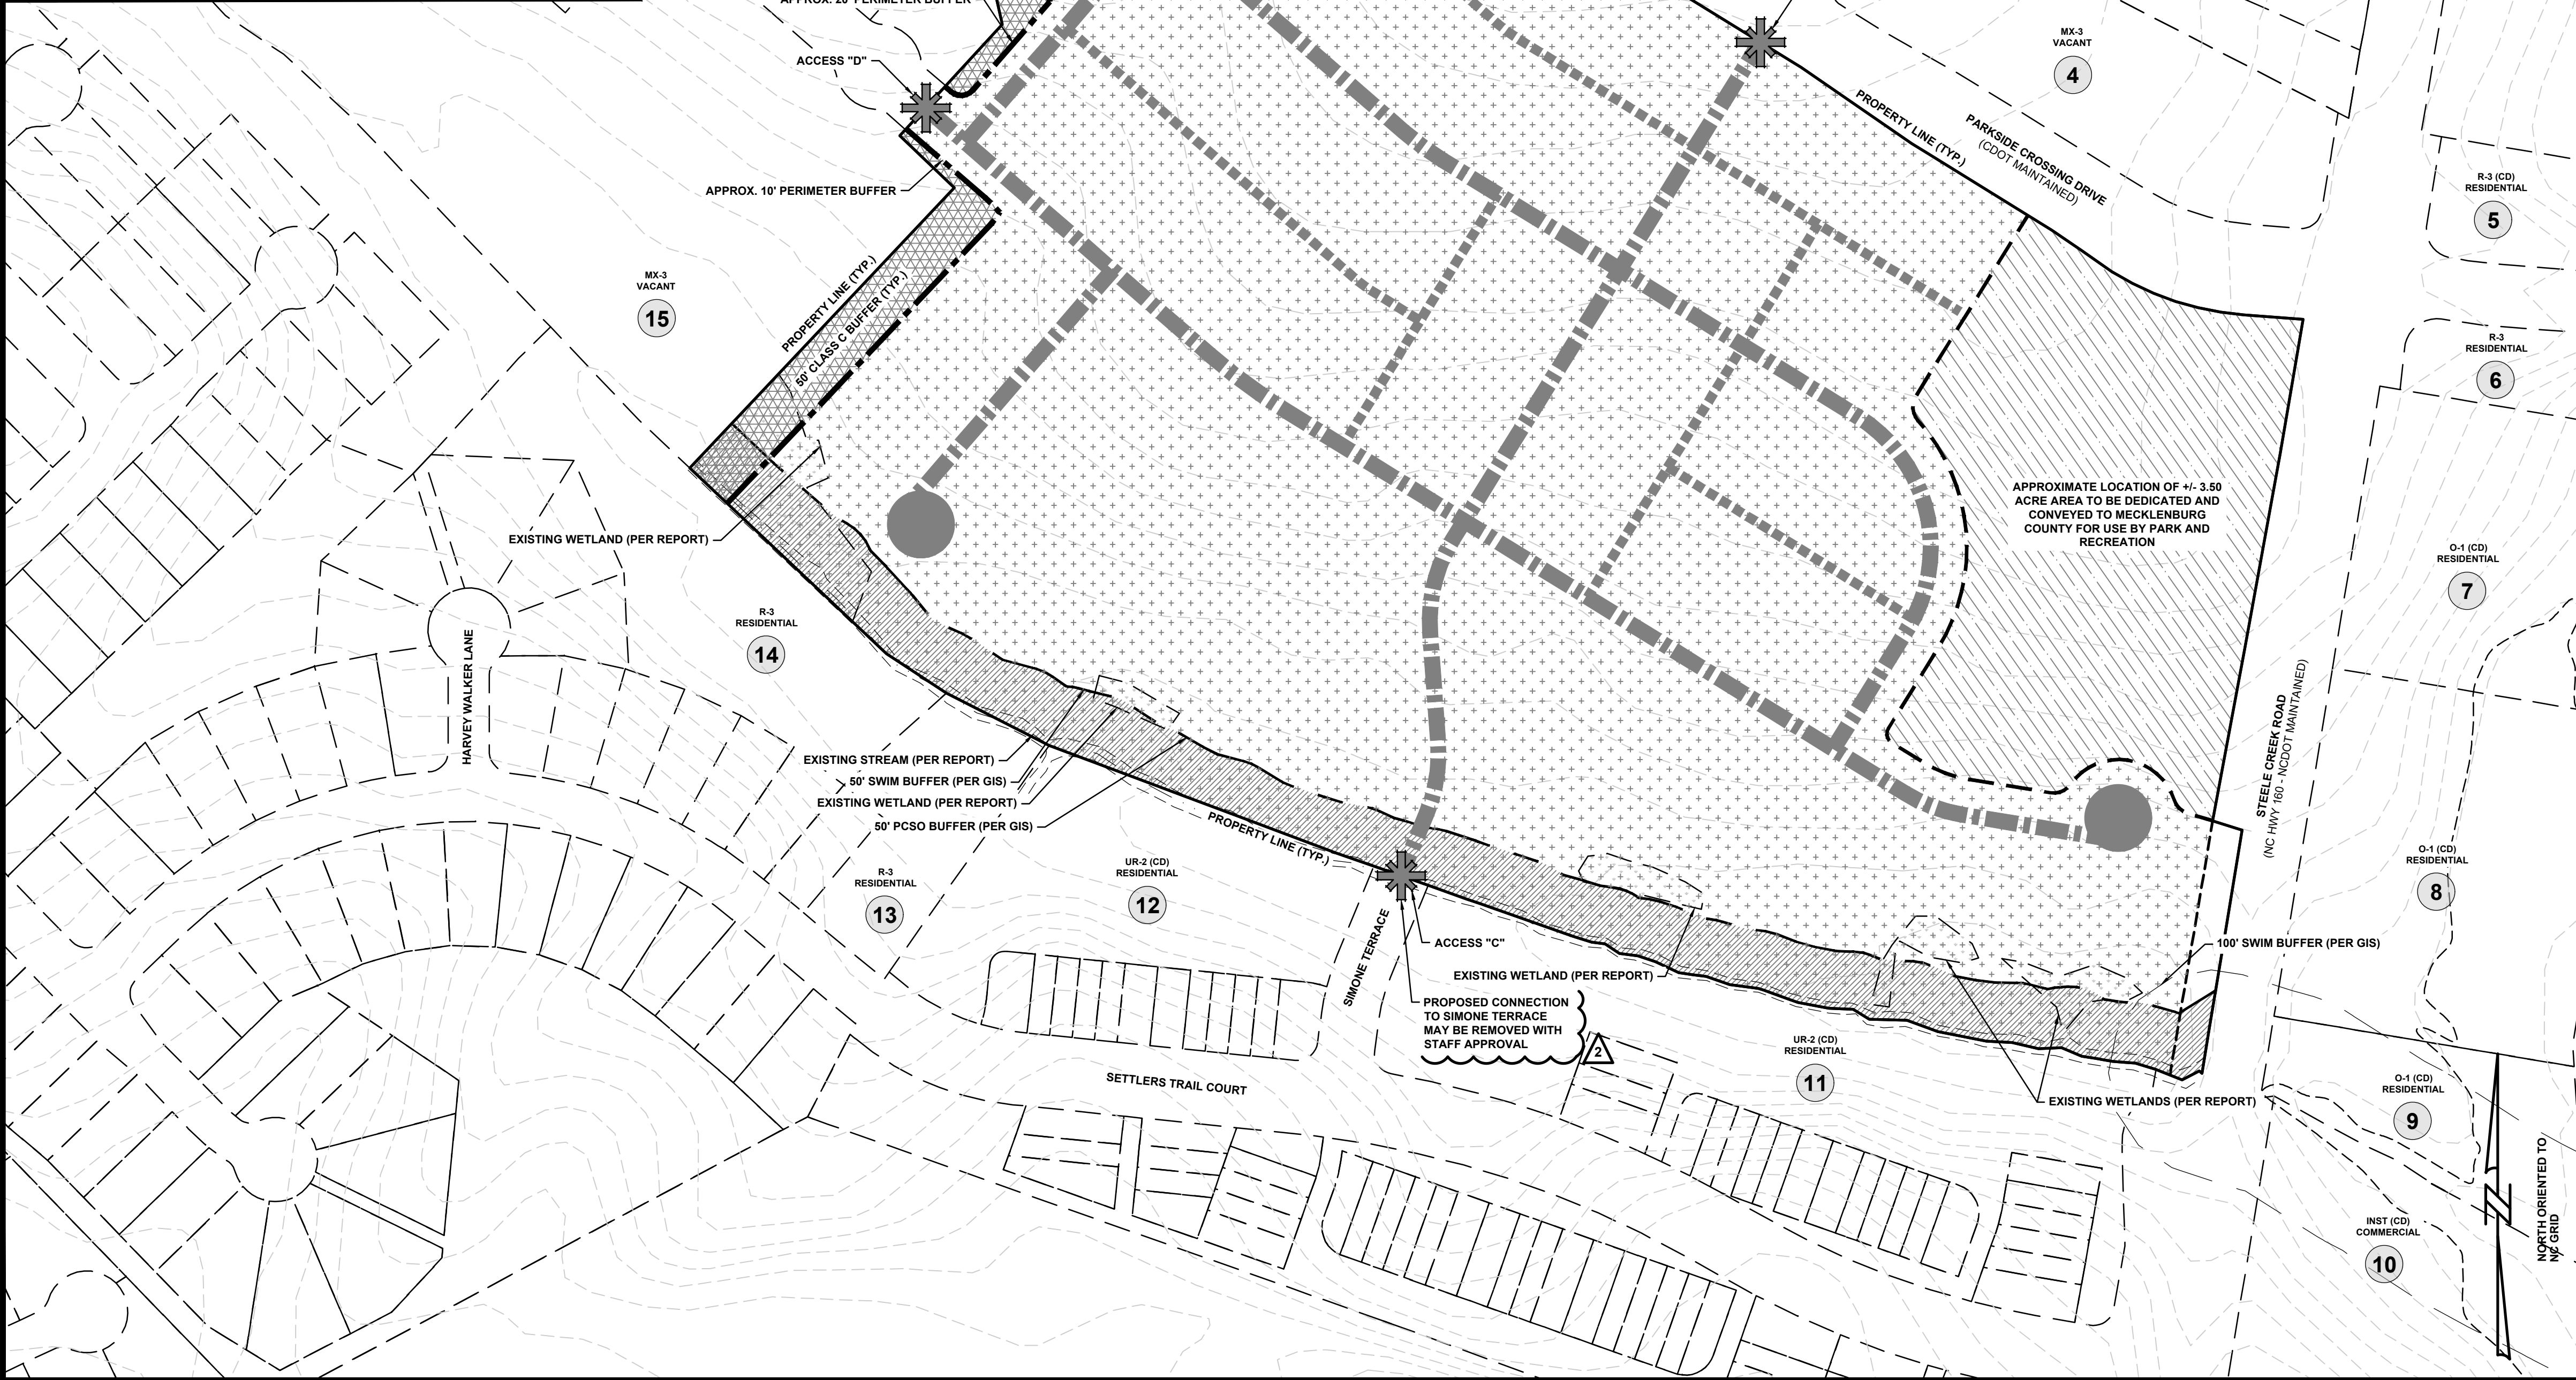 APPROX. 20' PERIMETER BUFFER
ACCESS "D"
APPROX. 10' PERIMETER BUFFER
MX-3
VACANT
4
PROPERTY LINE (TYP.)
PARKSIDE CROSSING DRIVE
(CDOT MAINTAINED)
R-3 (CD)
RESIDENTIAL
5
MX-3
VACANT
15
PROPERTY LINE (TYP.)
50' CLASS C BUFFER (TYP.)
R-3
RESIDENTIAL
6
EXISTING WETLAND (PER REPORT)
APPROXIMATE LOCATION OF +/- 3.50
ACRE AREA TO BE DEDICATED AND
CONVEYED TO MECKLENBURG
COUNTY FOR USE BY PARK AND
RECREATION
O-1 (CD)
RESIDENTIAL
7
R-3
RESIDENTIAL
14
HARVEY WALKER LANE
STEELE CREEK ROAD
(NC HWY 160 - NCDOT MAINTAINED)
EXISTING STREAM (PER REPORT)
50' SWIM BUFFER (PER GIS)
EXISTING WETLAND (PER REPORT)
50' PCSO BUFFER (PER GIS)
PROPERTY LINE (TYP.)
R-3
RESIDENTIAL
13
UR-2 (CD)
RESIDENTIAL
12
O-1 (CD)
RESIDENTIAL
8
SIMONE TERRACE
ACCESS "C"
EXISTING WETLAND (PER REPORT)
100' SWIM BUFFER (PER GIS)
PROPOSED CONNECTION
TO SIMONE TERRACE
MAY BE REMOVED WITH
STAFF APPROVAL
2
UR-2 (CD)
RESIDENTIAL
11
SETTLERS TRAIL COURT
EXISTING WETLANDS (PER REPORT)
O-1 (CD)
RESIDENTIAL
9
INST (CD)
COMMERCIAL
10
N
NORTH ORIENTED TO
NC GRID